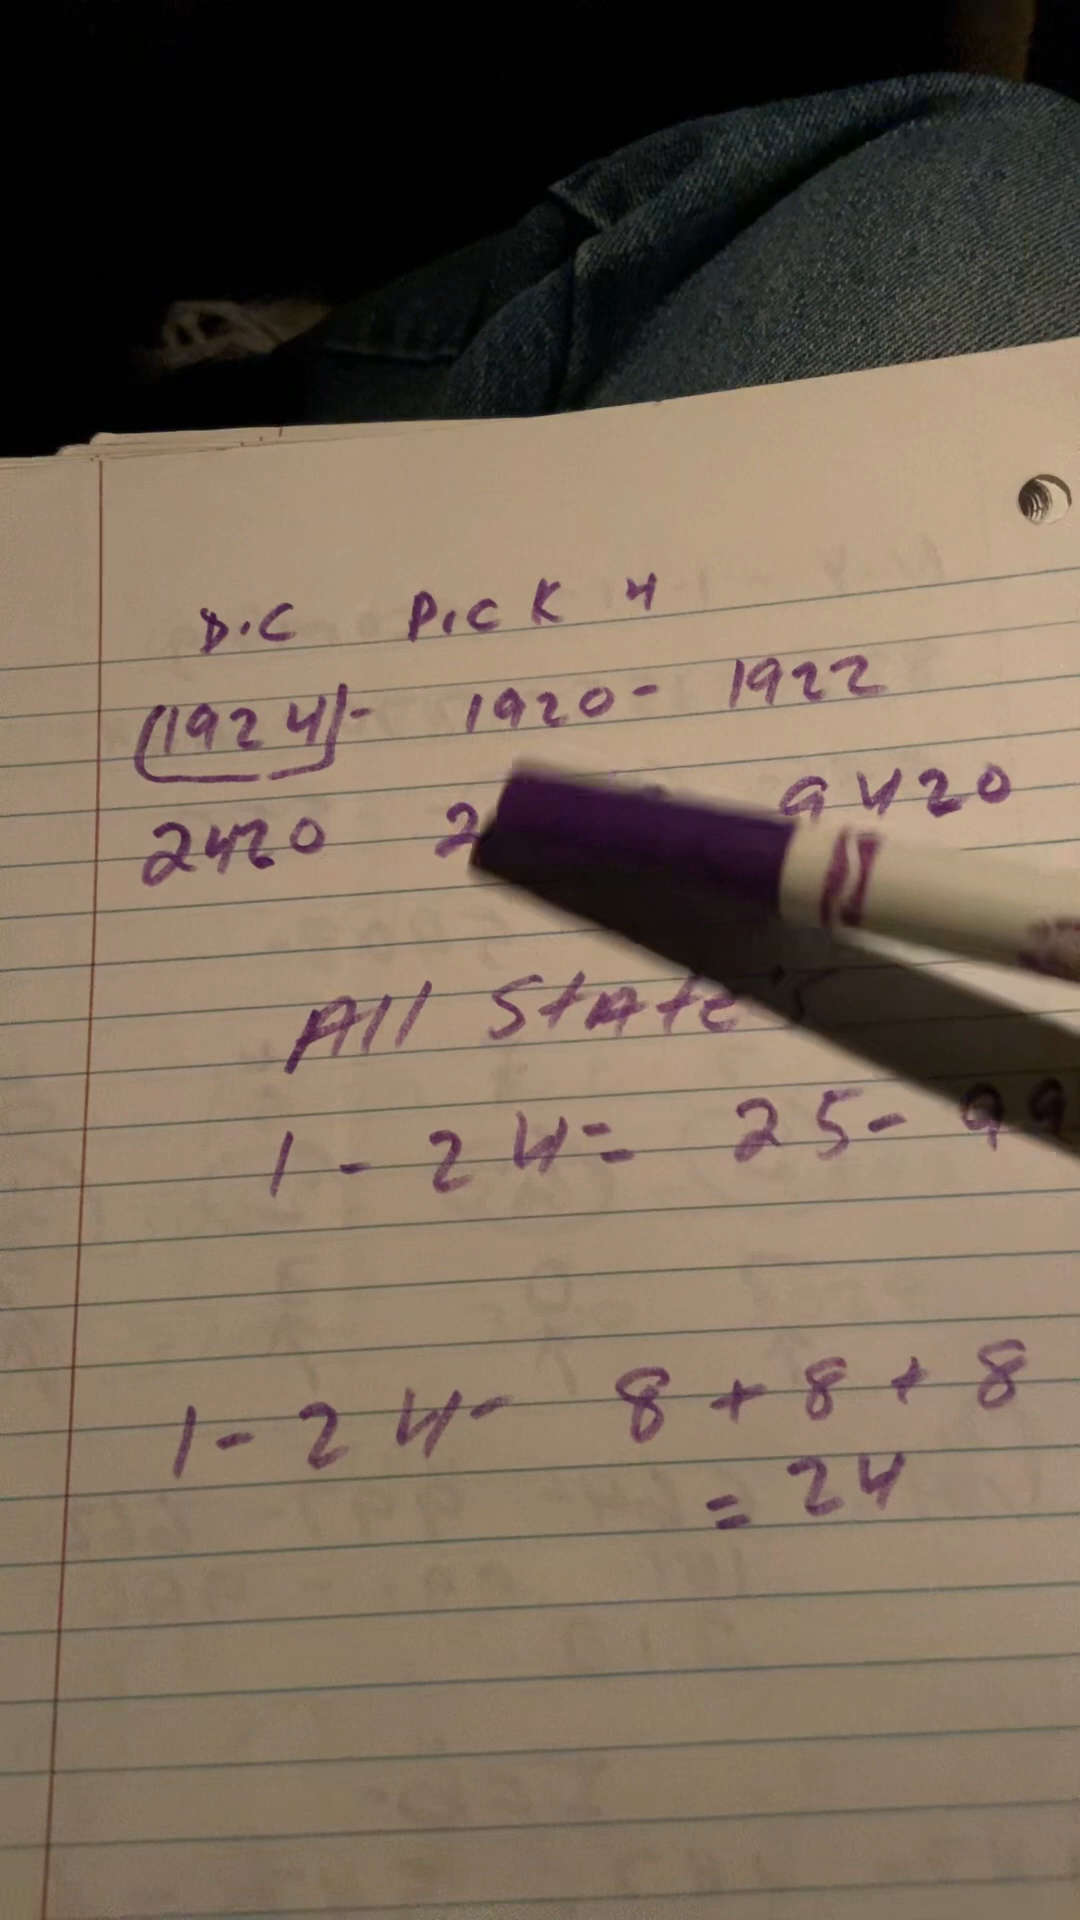 D.C PICK 4
(1924)- 1920- 1922
2420 2 9420
All State's
1-24= 25-99
1-24- 8+8+8
=24